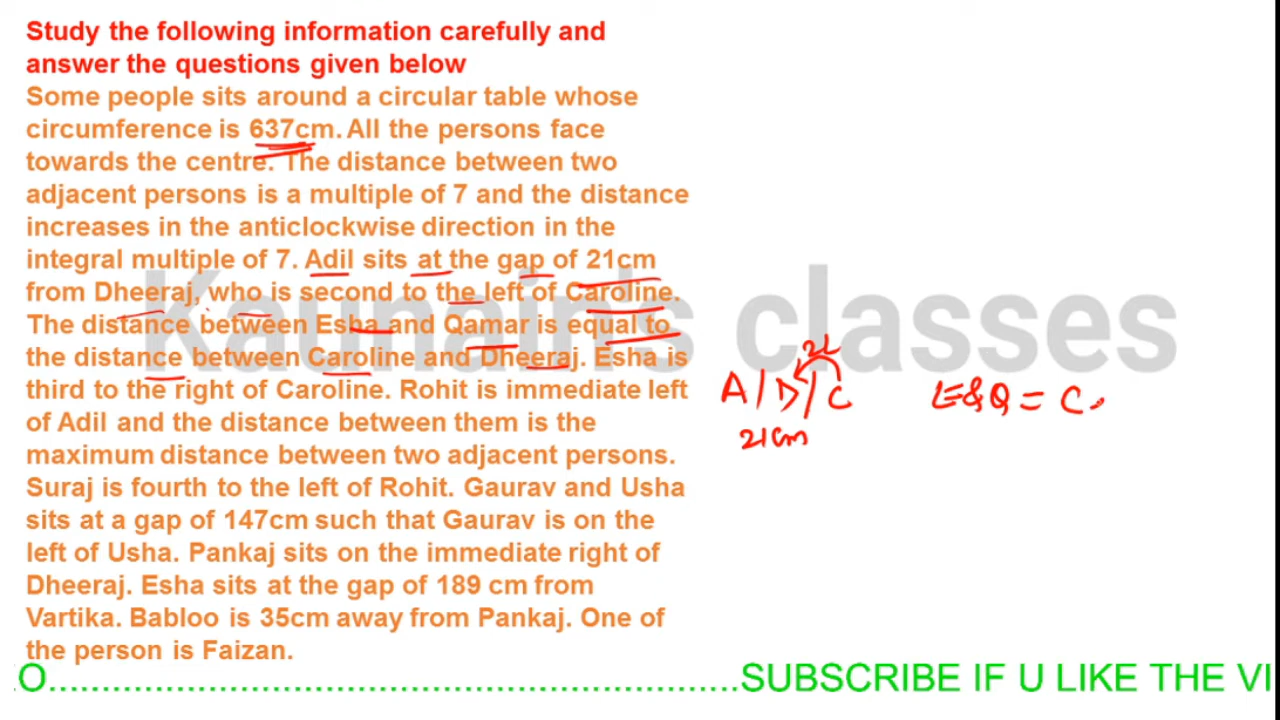 Study the following information carefully and
answer the questions given below
Some people sits around a circular table whose
circumference is 637cm. All the persons face
towards the centre. The distance between two
adjacent persons is a multiple of 7 and the distance
increases in the anticlockwise direction in the
integral multiple of 7. Adil sits at the gap of 21cm
from Dheeraj, who is second to the left of Caroline.
The distance between Esha and Qamar is equal to
the distance between Caroline and Dheeraj. Esha is
third to the right of Caroline. Rohit is immediate left
of Adil and the distance between them is the
maximum distance between two adjacent persons.
Suraj is fourth to the left of Rohit. Gaurav and Usha
sits at a gap of 147cm such that Gaurav is on the
left of Usha. Pankaj sits on the immediate right of
Dheeraj. Esha sits at the gap of 189 cm from
Vartika. Babloo is 35cm away from Pankaj. One of
the person is Faizan.
Kaunain's classes
2L
A/D/C
21cm
E&Q = C
.O...............................................................SUBSCRIBE IF U LIKE THE VI